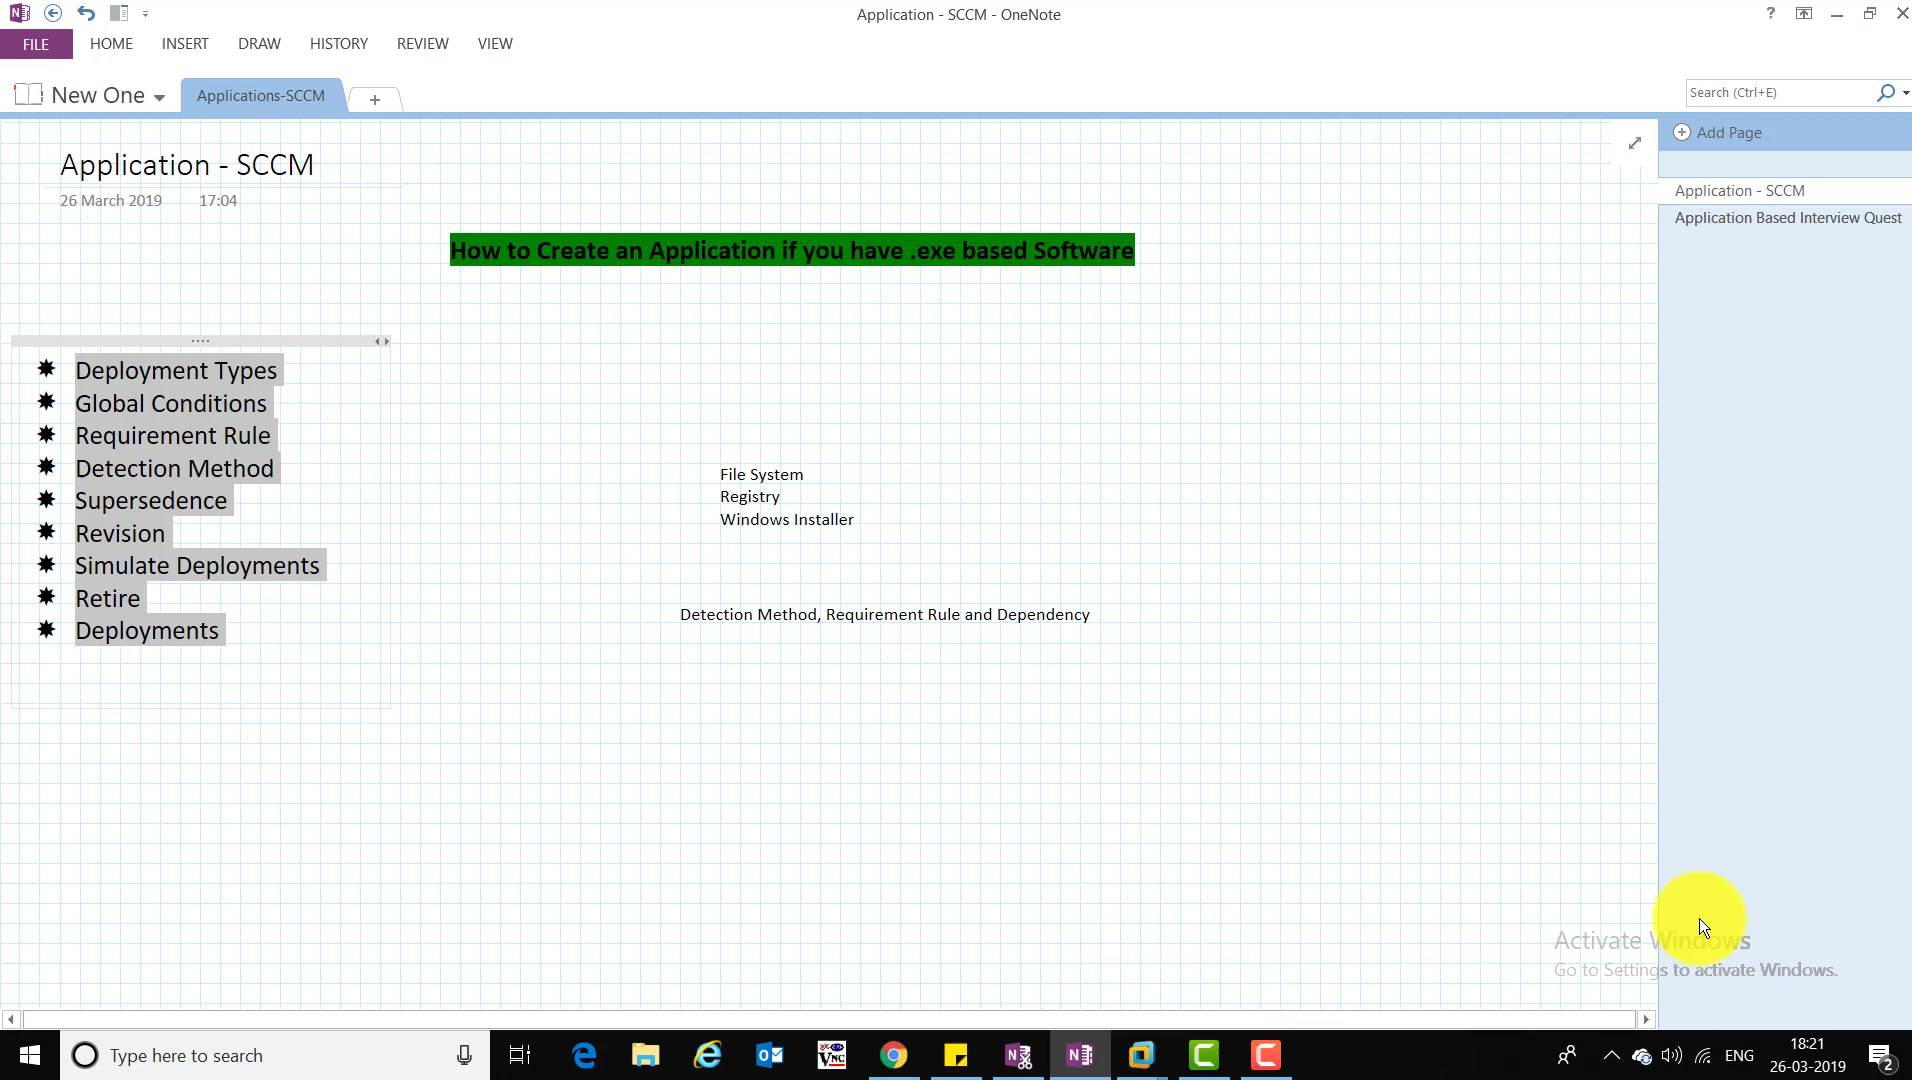 Application - SCCM - OneNote
?
FILE
HOME
INSERT
DRAW
HISTORY
REVIEW
VIEW
New One
Applications-SCCM
Search (Ctrl+E)
Add Page
Application - SCCM
26 March 2019 17:04
Application - SCCM
Application Based Interview Quest
How to Create an Application if you have .exe based Software
Deployment Types
Global Conditions
Requirement Rule
Detection Method
Supersedence
Revision
Simulate Deployments
Retire
Deployments
File System
Registry
Windows Installer
Detection Method, Requirement Rule and Dependency
Activate Windows
Go to Settings to activate Windows.
Type here to search
VNC
ENG
18:21
26-03-2019
2